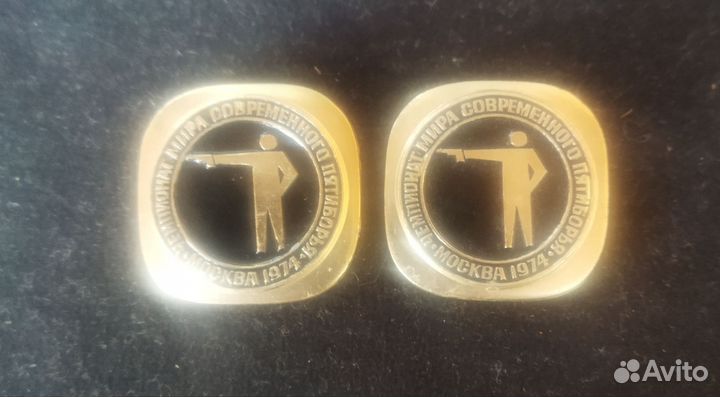 ЧЕМПИОНАТ МИРА СОВРЕМЕННОГО ПЯТИБОРЬЯ
• МОСКВА 1974 •
ЧЕМПИОНАТ МИРА СОВРЕМЕННОГО ПЯТИБОРЬЯ
• МОСКВА 1974 •
Avito